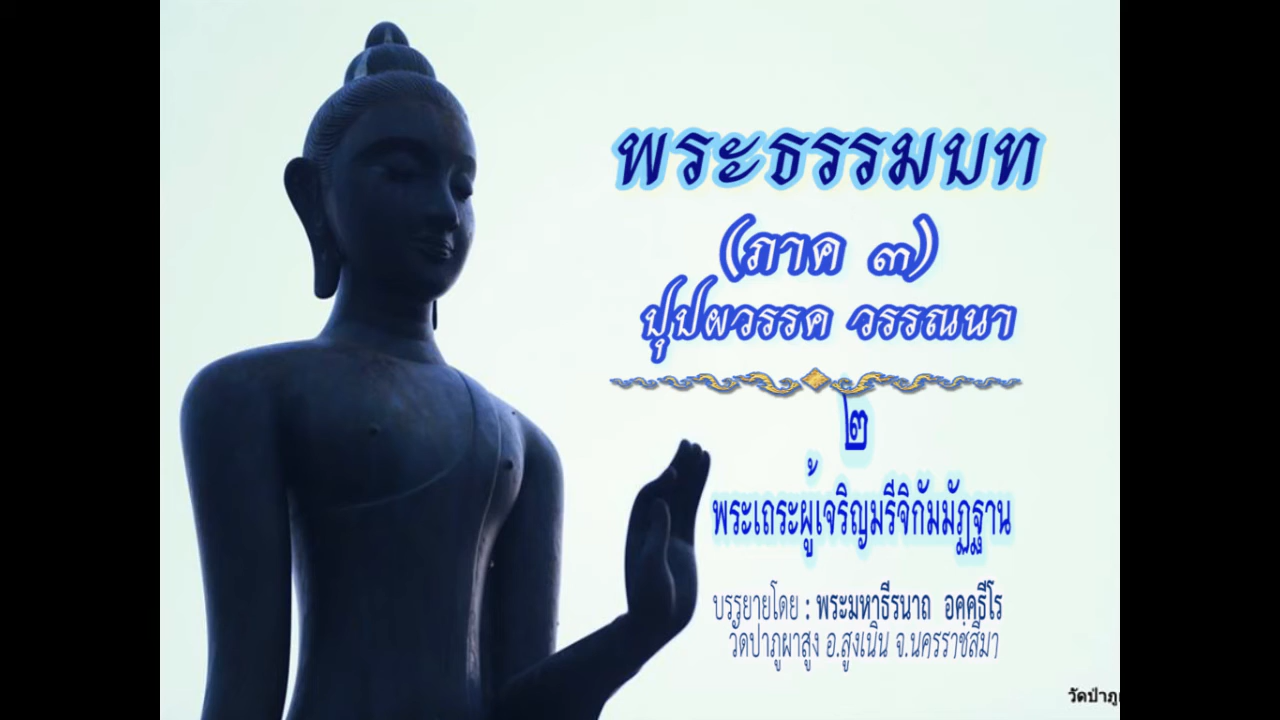 พระธรรมบท
(ภาค ๓)
ปุปผวรรค วรรณนา
๒
พระเถระผู้เจริญมรีจิกัมมัฏฐาน
บรรยายโดย : พระมหาธีรนาถ อคฺคธีโร
วัดป่าภูผาสูง อ.สูงเนิน จ.นครราชสีมา
วัดป่าภู